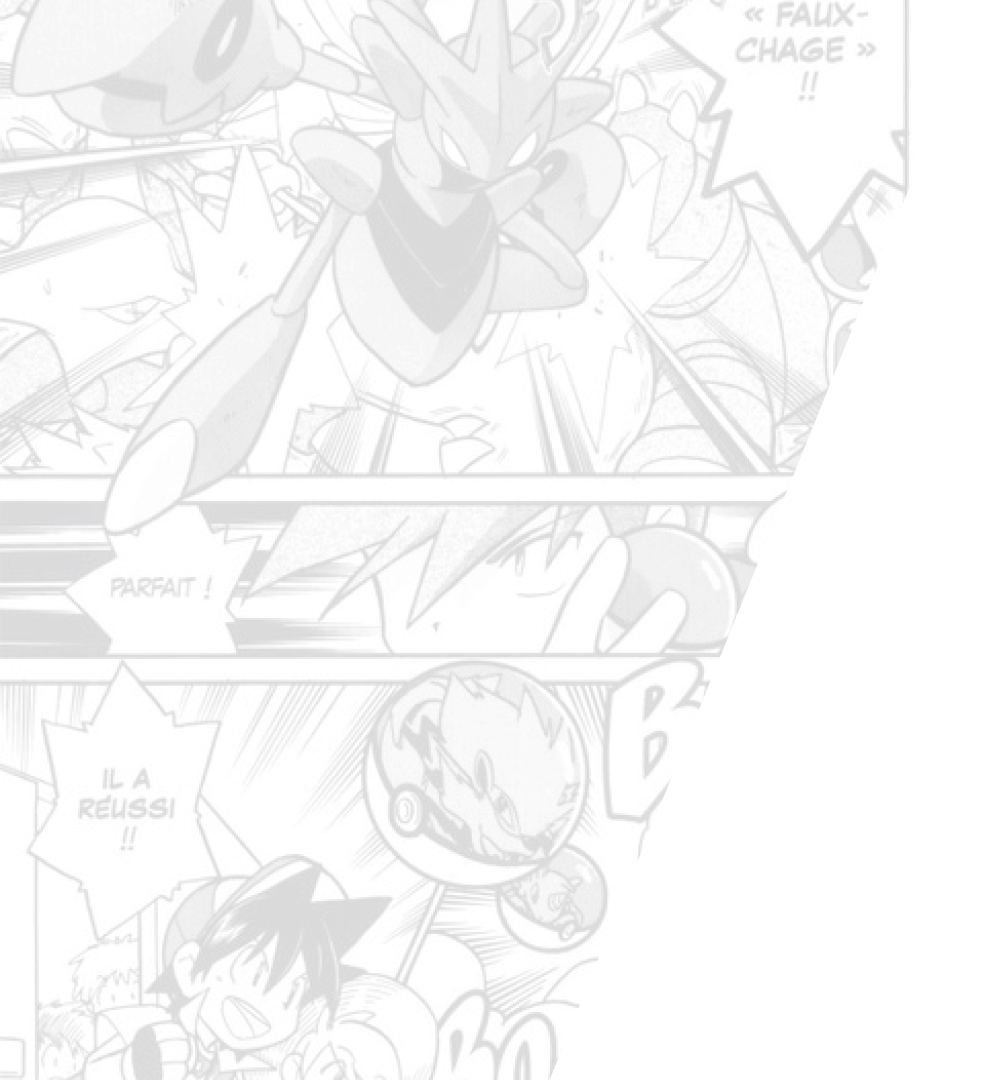 « FAUX-
CHAGE »
!!
PARFAIT !
IL A
RÉUSSI
!!